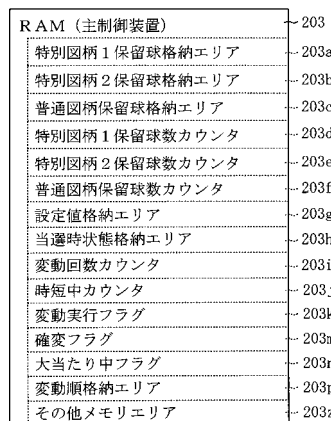 RAM（主制御装置） 203
特別図柄１保留球格納エリア 203a
特別図柄２保留球格納エリア 203b
普通図柄保留球格納エリア 203c
特別図柄１保留球数カウンタ 203d
特別図柄２保留球数カウンタ 203e
普通図柄保留球数カウンタ 203f
設定値格納エリア 203g
当選時状態格納エリア 203h
変動回数カウンタ 203i
時短中カウンタ 203j
変動実行フラグ 203k
確変フラグ 203m
大当たり中フラグ 203n
変動順格納エリア 203p
その他メモリエリア 203z